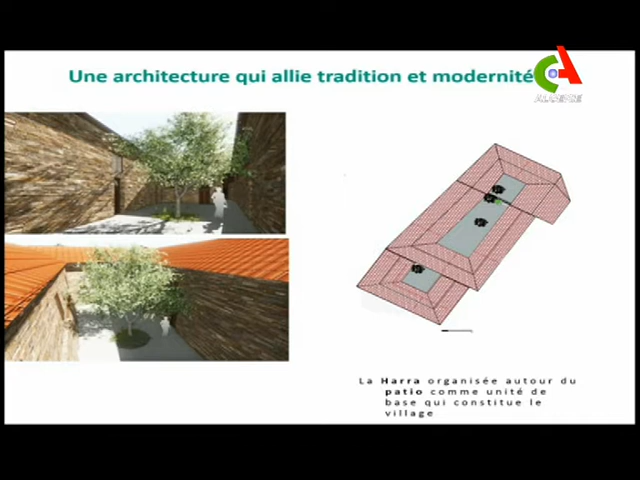 Une architecture qui allie tradition et modernité
La Harra organisée autour du
patio comme unité de
base qui constitue le
village